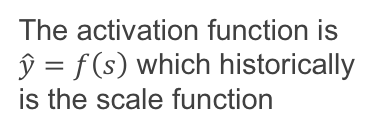 The activation function is
ŷ = f(s) which historically
is the scale function